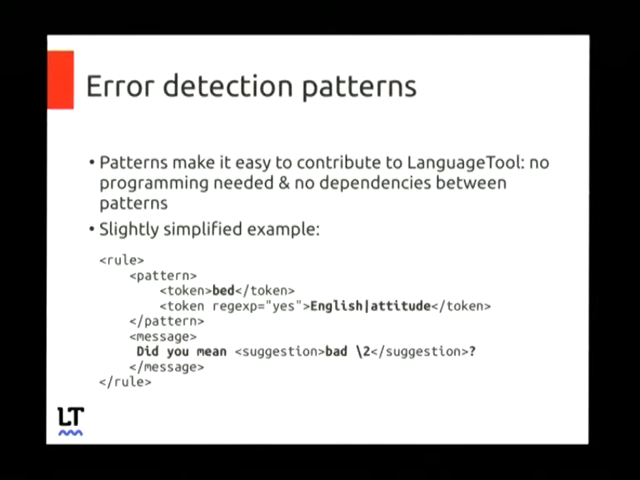 Error detection patterns
• Patterns make it easy to contribute to LanguageTool: no
programming needed & no dependencies between
patterns
• Slightly simplified example:
<rule>
<pattern>
<token>bed</token>
<token regexp="yes">English|attitude</token>
</pattern>
<message>
Did you mean <suggestion>bad \2</suggestion>?
</message>
</rule>
LT